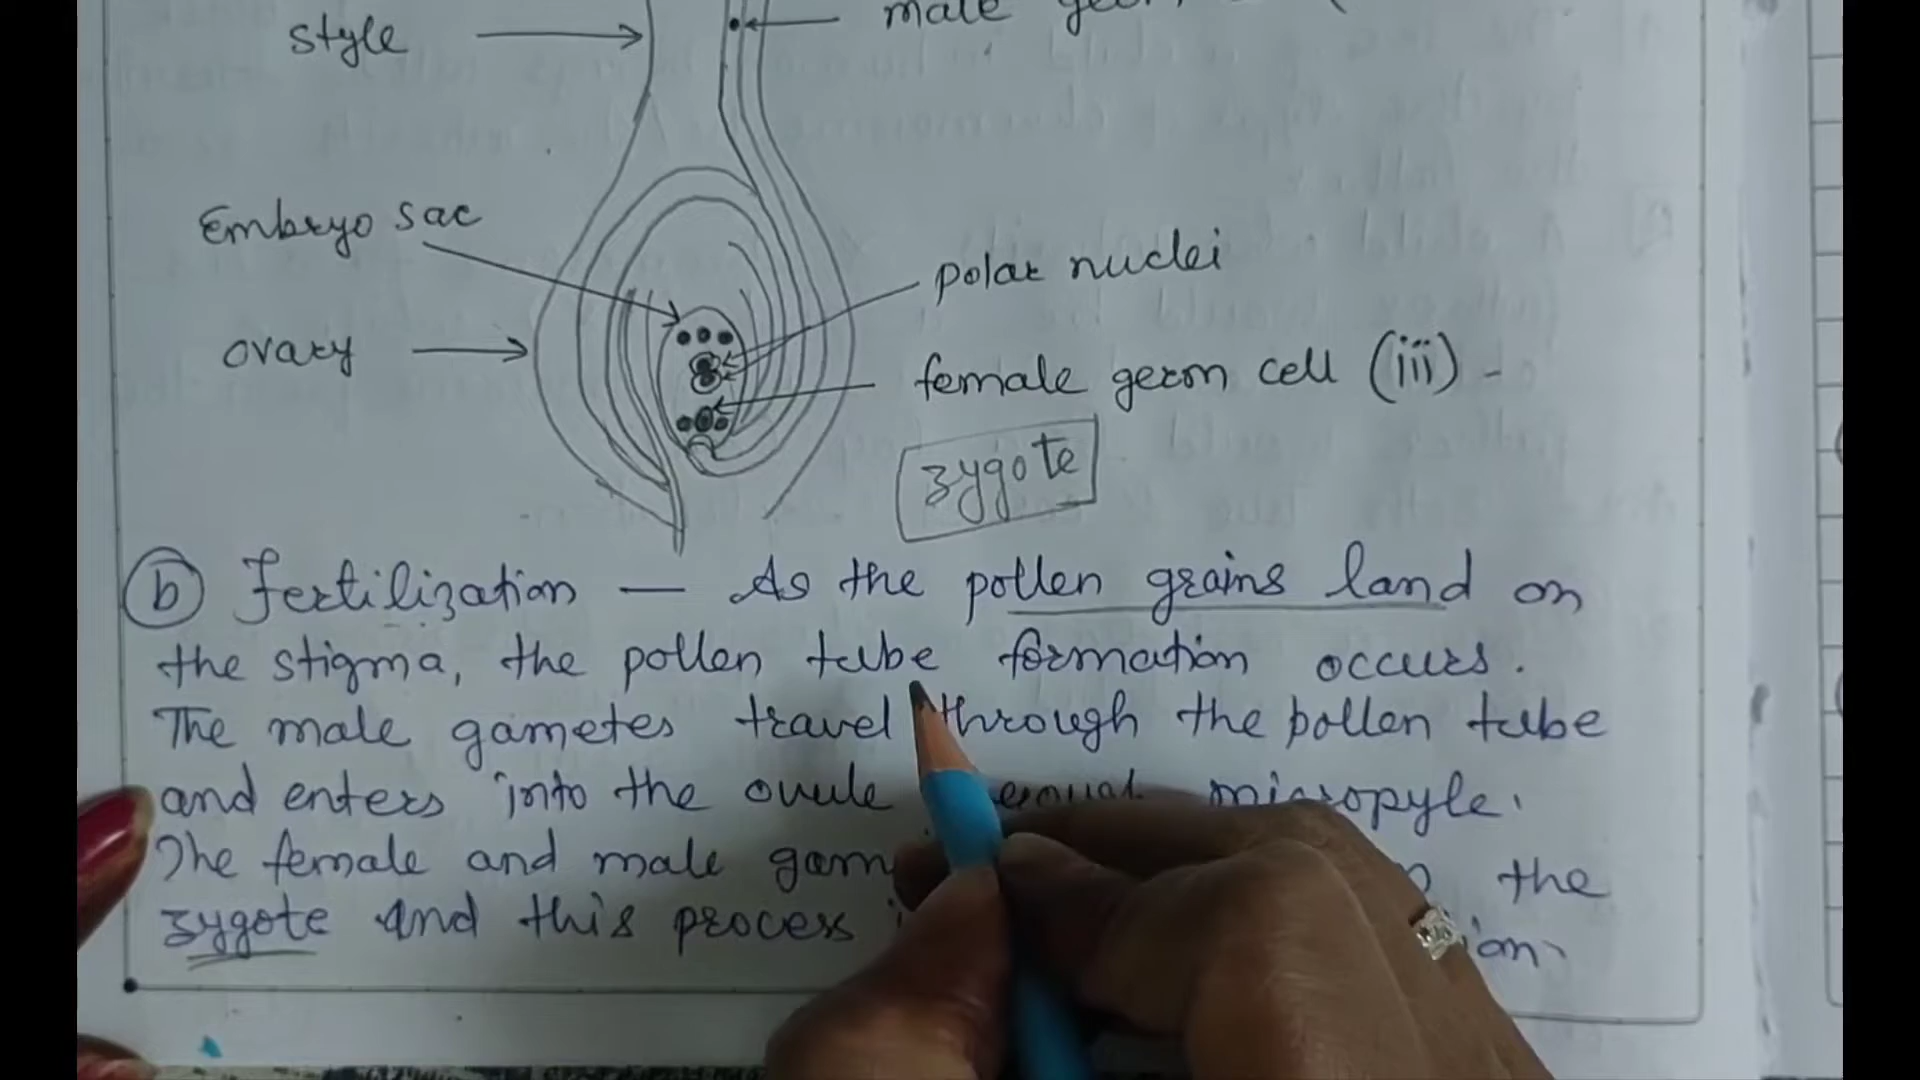 style
male
Embryo sac
polar nuclei
ovary
female germ cell (iii) -
zygote
(b) Fertilization — As the pollen grains land on
the stigma, the pollen tube formation occurs.
The male gametes travel through the pollen tube
and enters into the ovule micropyle.
The female and male the
zygote and this process